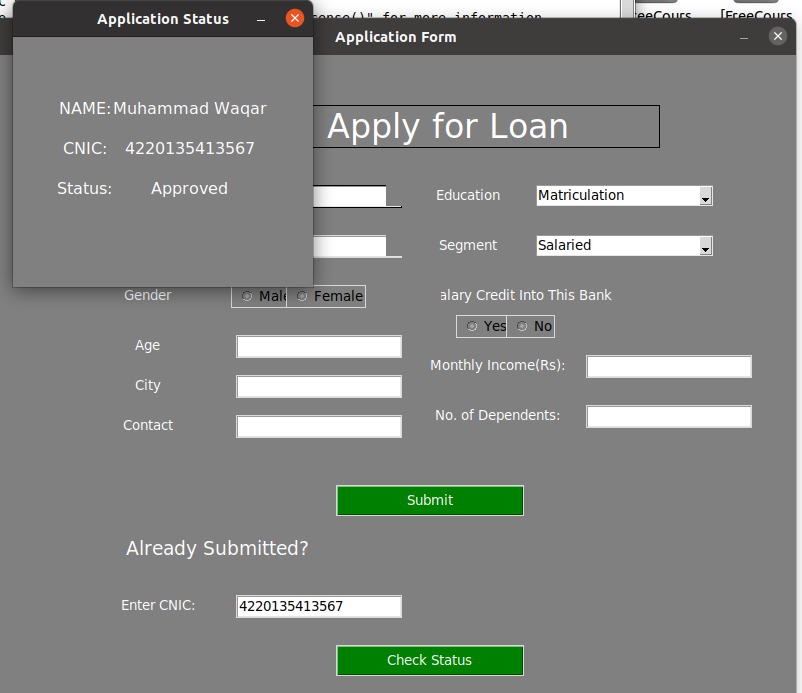 Application Status
sense()" for more information
Application Form
NAME: Muhammad Waqar
CNIC: 4220135413567
Status: Approved
Apply for Loan
Education Matriculation
Segment Salaried
Gender Male Female
alary Credit Into This Bank
Yes No
Age
Monthly Income(Rs):
City
No. of Dependents:
Contact
Submit
Already Submitted?
Enter CNIC: 4220135413567
Check Status
reeCours [FreeCours